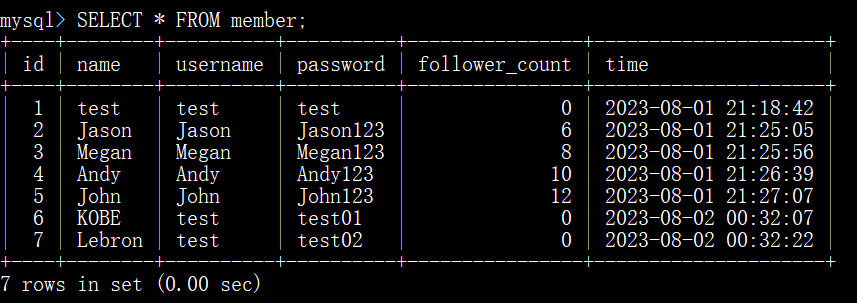 mysql> SELECT * FROM member;
+----+--------+----------+----------+----------------+---------------------+
| id | name | username | password | follower_count | time |
+----+--------+----------+----------+----------------+---------------------+
| 1 | test | test | test | 0 | 2023-08-01 21:18:42 |
| 2 | Jason | Jason | Jason123 | 6 | 2023-08-01 21:25:05 |
| 3 | Megan | Megan | Megan123 | 8 | 2023-08-01 21:25:56 |
| 4 | Andy | Andy | Andy123 | 10 | 2023-08-01 21:26:39 |
| 5 | John | John | John123 | 12 | 2023-08-01 21:27:07 |
| 6 | KOBE | test | test01 | 0 | 2023-08-02 00:32:07 |
| 7 | Lebron | test | test02 | 0 | 2023-08-02 00:32:22 |
+----+--------+----------+----------+----------------+---------------------+
7 rows in set (0.00 sec)